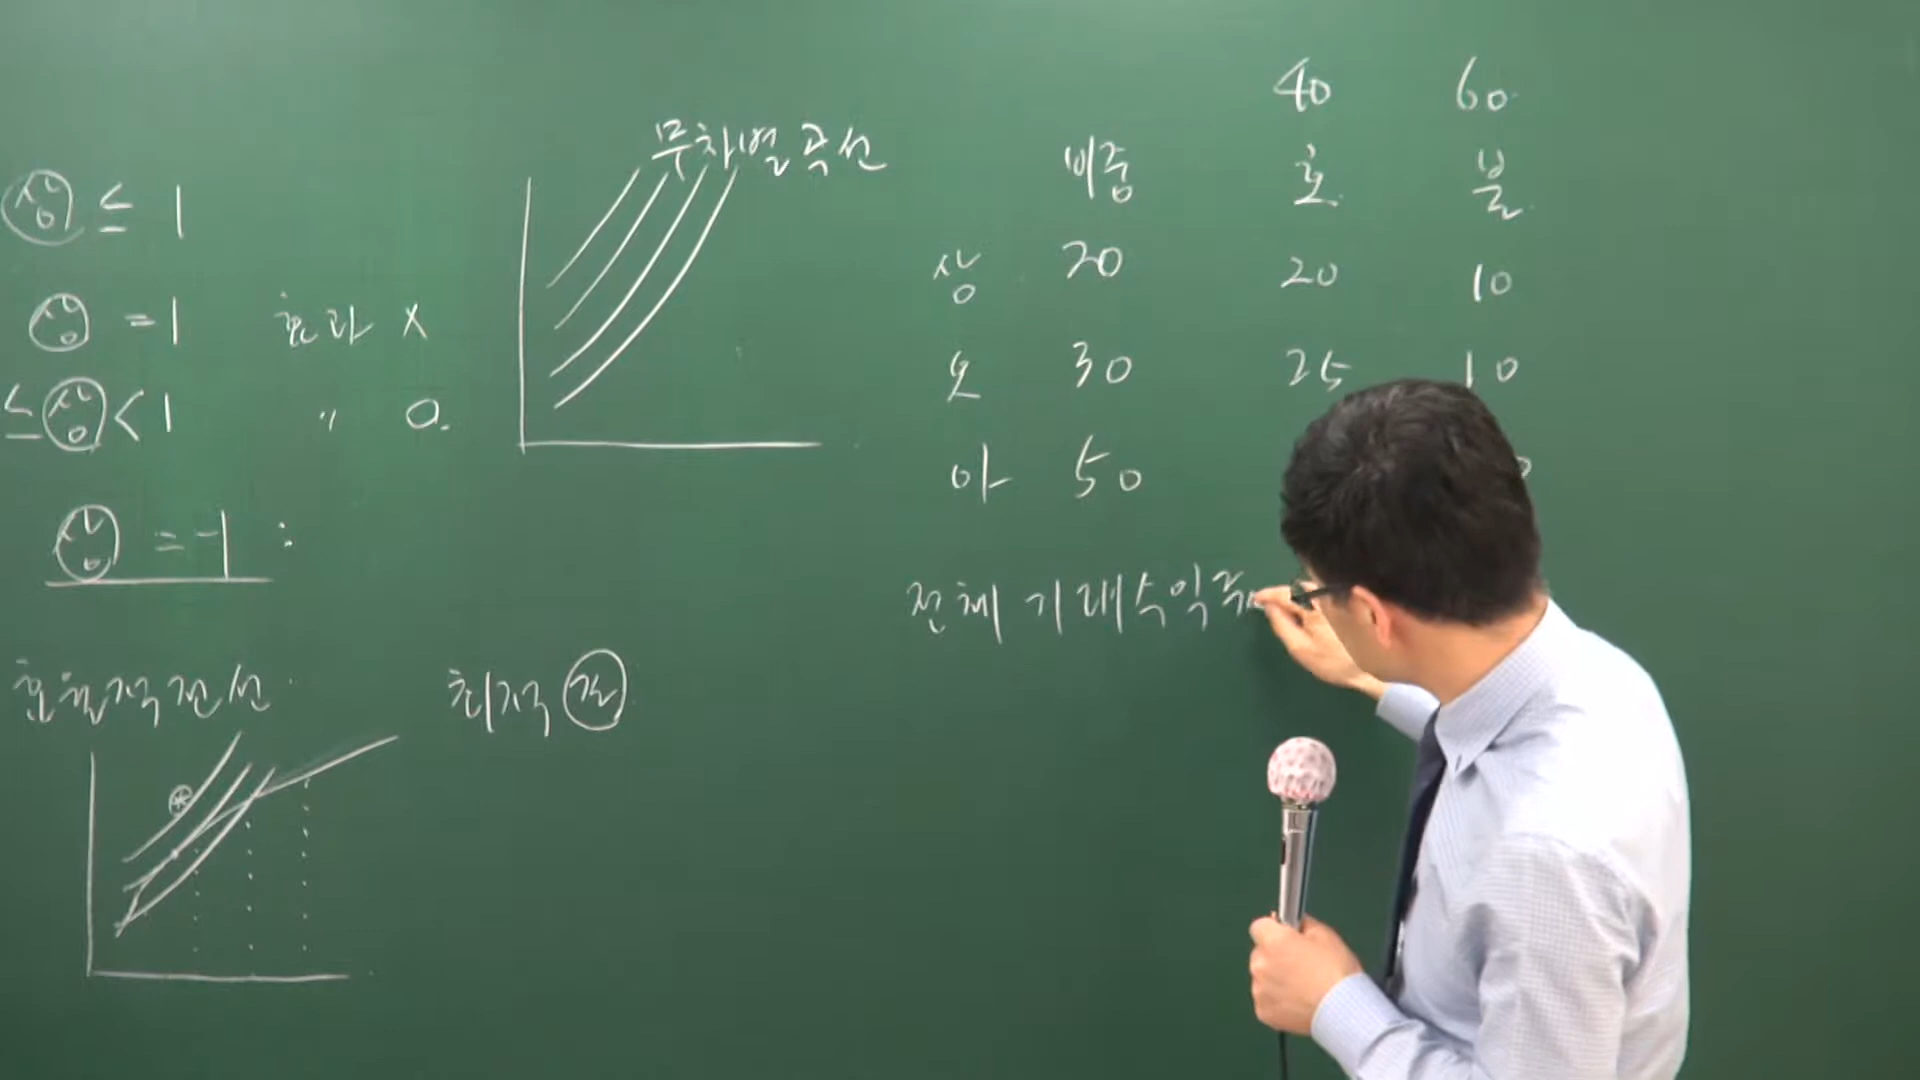 상 ≤ 1
상 = 1 효과 X
≤ 상 < 1 〃 O.
상 = -1 :
무차별곡선
40 60
비중 호 불
상 20 20 10
오 30 25 10
아 50
전체 기대수익률
효율적 전선 최적 전